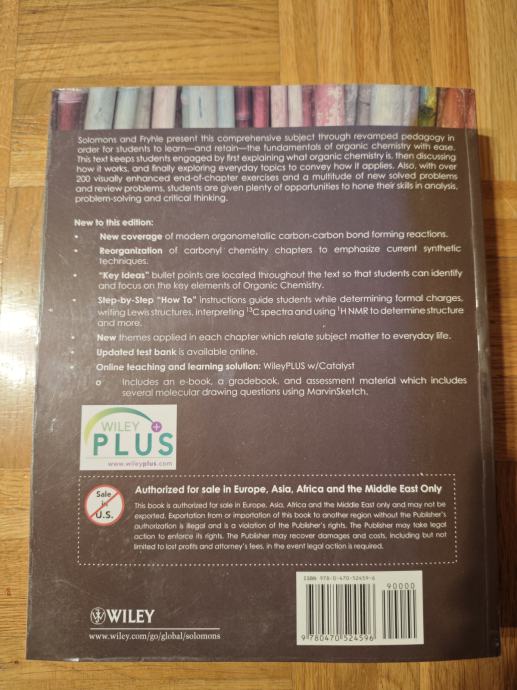 Solomons and Fryhle present this comprehensive subject through revamped pedagogy in
order for students to learn—and retain—the fundamentals of organic chemistry with ease.
This text keeps students engaged by first explaining what organic chemistry is, then discussing
how it works, and finally exploring everyday topics to convey how it applies. Also, with over
200 visually enhanced end-of-chapter exercises and a multitude of new solved problems
and review problems, students are given plenty of opportunities to hone their skills in analysis,
problem-solving and critical thinking.
New to this edition:
• New coverage of modern organometallic carbon-carbon bond forming reactions.
• Reorganization of carbonyl chemistry chapters to emphasize current synthetic
techniques.
• "Key Ideas" bullet points are located throughout the text so that students can identify
and focus on the key elements of Organic Chemistry.
• Step-by-Step "How To" instructions guide students while determining formal charges,
writing Lewis structures, interpreting ¹³C spectra and using ¹H NMR to determine structure
and more.
• New themes applied in each chapter which relate subject matter to everyday life.
• Updated test bank is available online.
• Online teaching and learning solution: WileyPLUS w/Catalyst
o Includes an e-book, a gradebook, and assessment material which includes
several molecular drawing questions using MarvinSketch.
WILEY
PLUS
www.wileyplus.com
Sale
in
U.S.
Authorized for sale in Europe, Asia, Africa and the Middle East Only
This book is authorized for sale in Europe, Asia, Africa and the Middle East only and may not be
exported. Exportation from or importation of this book to another region without the Publisher's
authorization is illegal and is a violation of the Publisher's rights. The Publisher may take legal
action to enforce its rights. The Publisher may recover damages and costs, including but not
limited to lost profits and attorney's fees, in the event legal action is required.
ISBN 978-0-470-52459-6
90000
9 780470 524596
WILEY
www.wiley.com/go/global/solomons